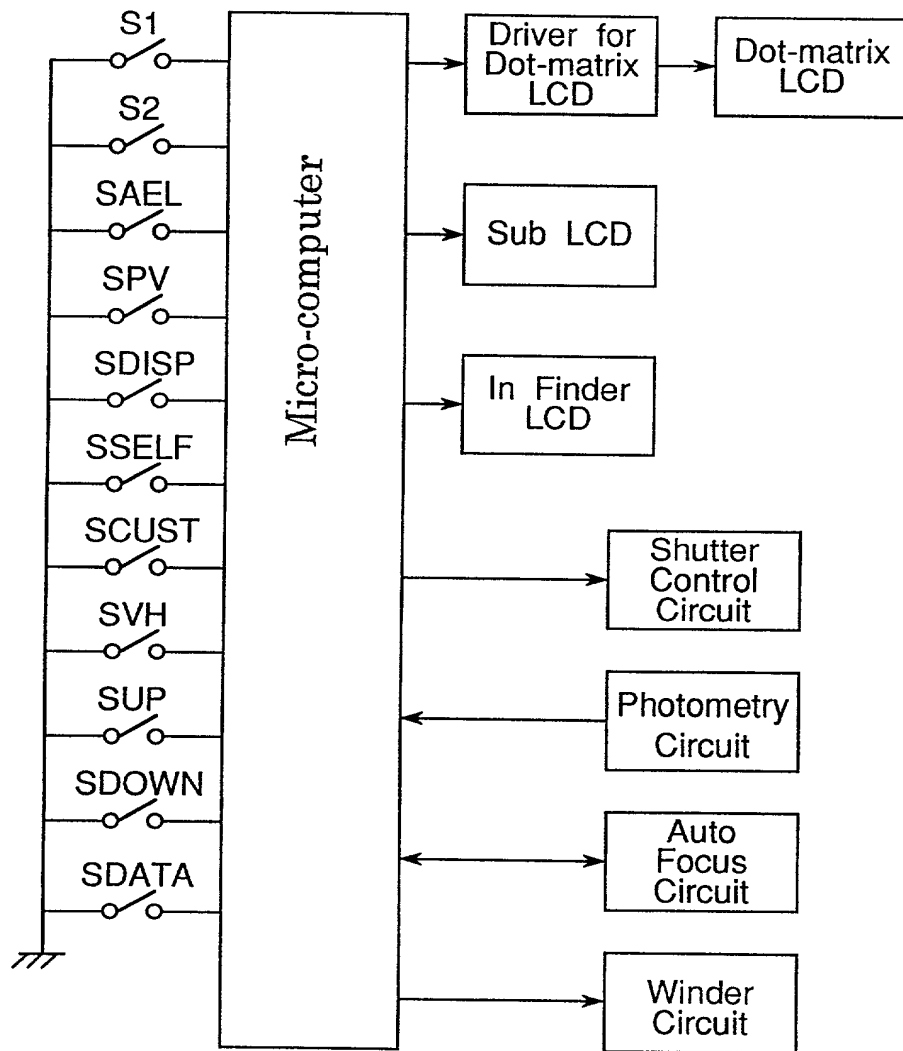 S1
S2
SAEL
SPV
SDISP
SSELF
SCUST
SVH
SUP
SDOWN
SDATA
Micro-computer
Driver for
Dot-matrix
LCD
Dot-matrix
LCD
Sub LCD
In Finder
LCD
Shutter
Control
Circuit
Photometry
Circuit
Auto
Focus
Circuit
Winder
Circuit